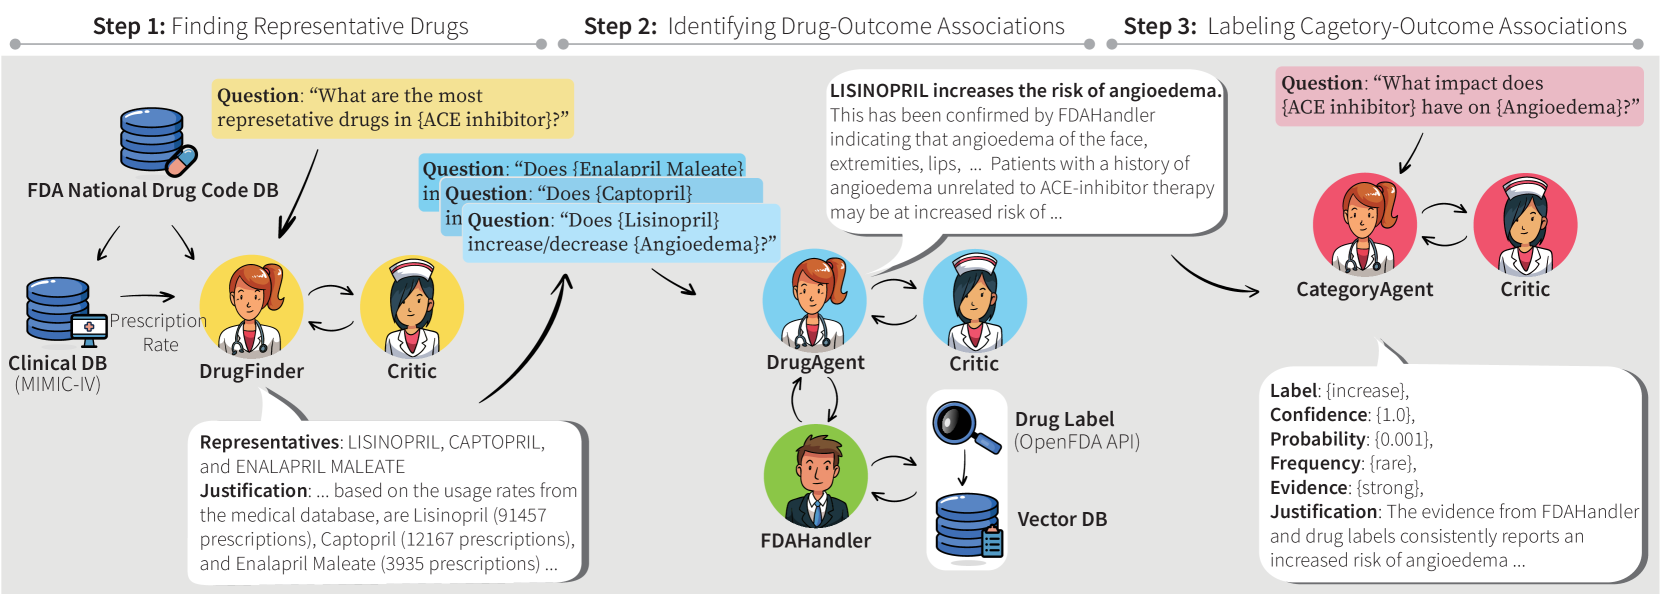 Step 1: Finding Representative Drugs
Step 2: Identifying Drug-Outcome Associations
Step 3: Labeling Cagetory-Outcome Associations
Question: “What are the most
represetative drugs in {ACE inhibitor}?”
FDA National Drug Code DB
Clinical DB
(MIMIC-IV)
Prescription
Rate
DrugFinder
Critic
Representatives: LISINOPRIL, CAPTOPRIL,
and ENALAPRIL MALEATE
Justification: ... based on the usage rates from
the medical database, are Lisinopril (91457
prescriptions), Captopril (12167 prescriptions),
and Enalapril Maleate (3935 prescriptions) ...
Question: “Does {Enalapril Maleate}
in
Question: “Does {Captopril}
in
Question: “Does {Lisinopril}
increase/decrease {Angioedema}?”
LISINOPRIL increases the risk of angioedema.
This has been confirmed by FDAHandler
indicating that angioedema of the face,
extremities, lips, ... Patients with a history of
angioedema unrelated to ACE-inhibitor therapy
may be at increased risk of ...
DrugAgent
Critic
FDAHandler
Drug Label
(OpenFDA API)
Vector DB
Question: “What impact does
{ACE inhibitor} have on {Angioedema}?”
CategoryAgent
Critic
Label: {increase},
Confidence: {1.0},
Probability: {0.001},
Frequency: {rare},
Evidence: {strong},
Justification: The evidence from FDAHandler
and drug labels consistently reports an
increased risk of angioedema ...